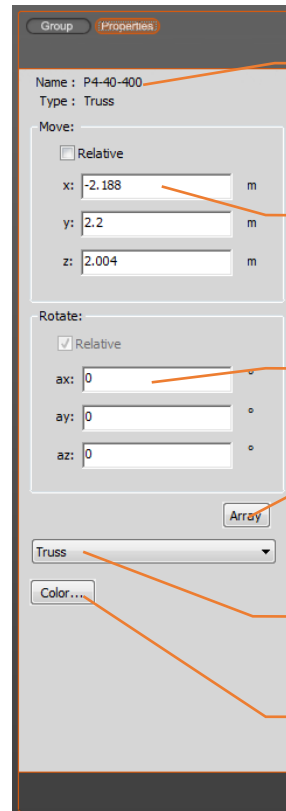 Group Properties
Name : P4-40-400
Type : Truss
Move:
Relative
x: -2.188 m
y: 2.2 m
z: 2.004 m
Rotate:
Relative
ax: 0 °
ay: 0 °
az: 0 °
Array
Truss
Color...